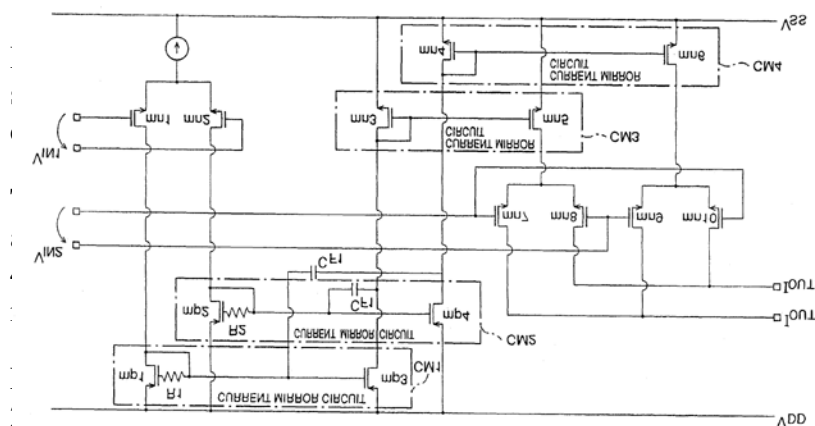 VSS
mn4
mn6
CIRCUIT
CURRENT MIRROR
CM4
mn1
mn2
mn3
mn5
CIRCUIT
CURRENT MIRROR
CM3
VIN1
mn7
mn8
mn9
mn10
VIN2
CF1
CF1
IOUT
IOUT
mp2
R2
mp4
CURRENT MIRROR CIRCUIT
CM2
mp1
R1
mp3
CURRENT MIRROR CIRCUIT
CM1
VDD